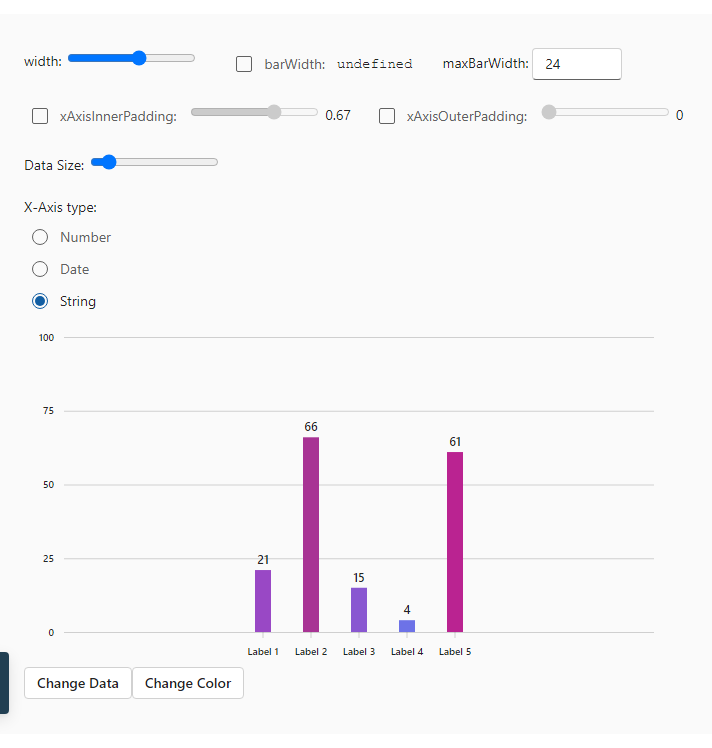 width: barWidth: undefined maxBarWidth: 24
xAxisInnerPadding: 0.67 xAxisOuterPadding: 0
Data Size:
X-Axis type:
Number
Date
String
100
75
66
61
50
25
21
15
4
0
Label 1 Label 2 Label 3 Label 4 Label 5
Change Data Change Color